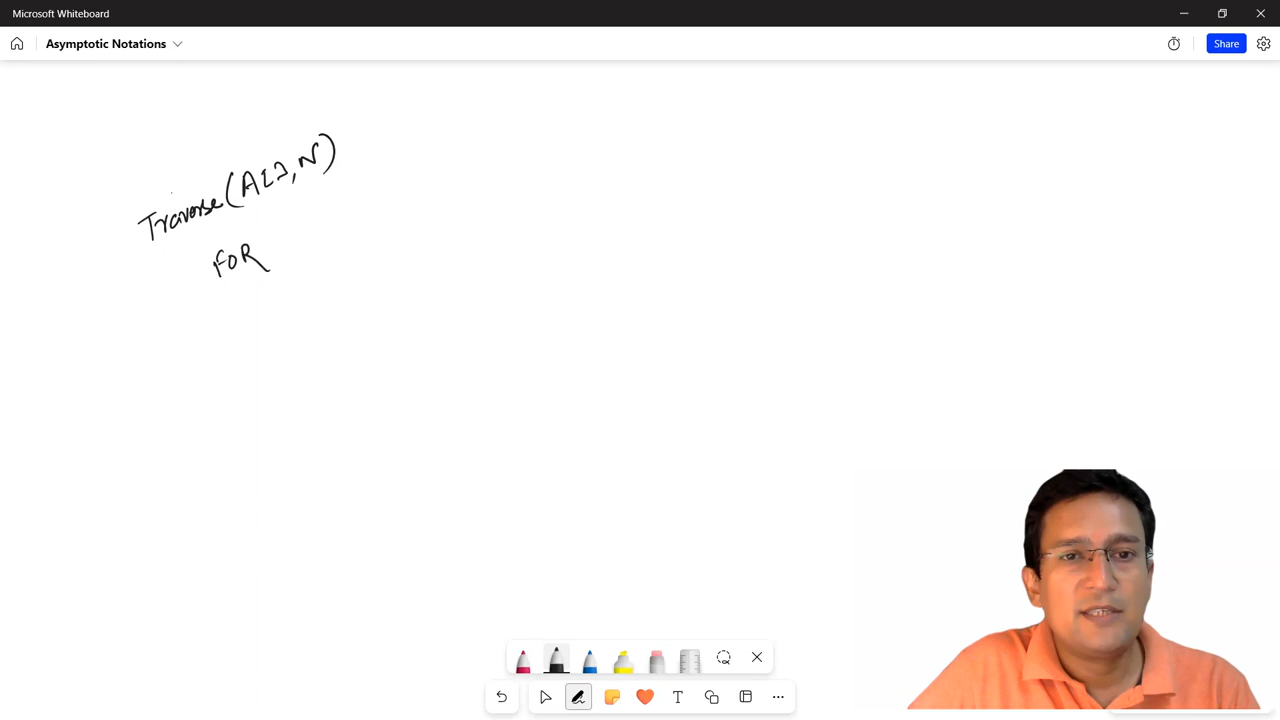 Microsoft Whiteboard
Asymptotic Notations
Share
Traverse(A[], N)
FOR
T